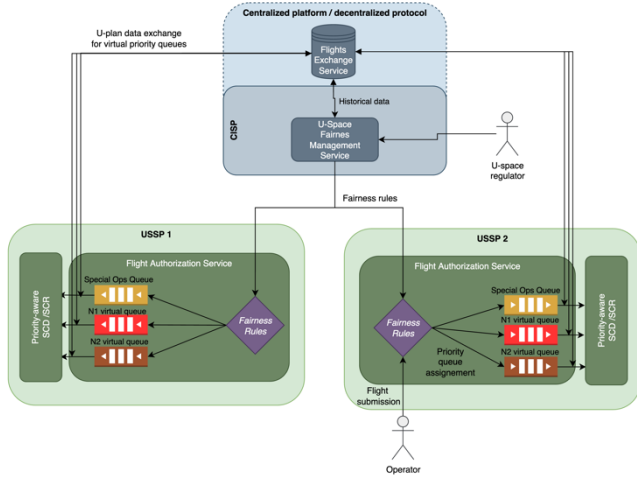 Centralized platform / decentralized protocol
U-plan data exchange
for virtual priority queues
Flights
Exchange
Service
Historical data
CISP
U-Space
Fairnes
Management
Service
U-space
regulator
Fairness rules
USSP 1
Flight Authorization Service
Priority-aware
SCD /SCR
Special Ops Queue
N1 virtual queue
N2 virtual queue
Fairness
Rules
USSP 2
Flight Authorization Service
Fairness
Rules
Special Ops Queue
N1 virtual queue
N2 virtual queue
Priority
queue
assignement
Priority-aware
SCD /SCR
Flight
submission
Operator